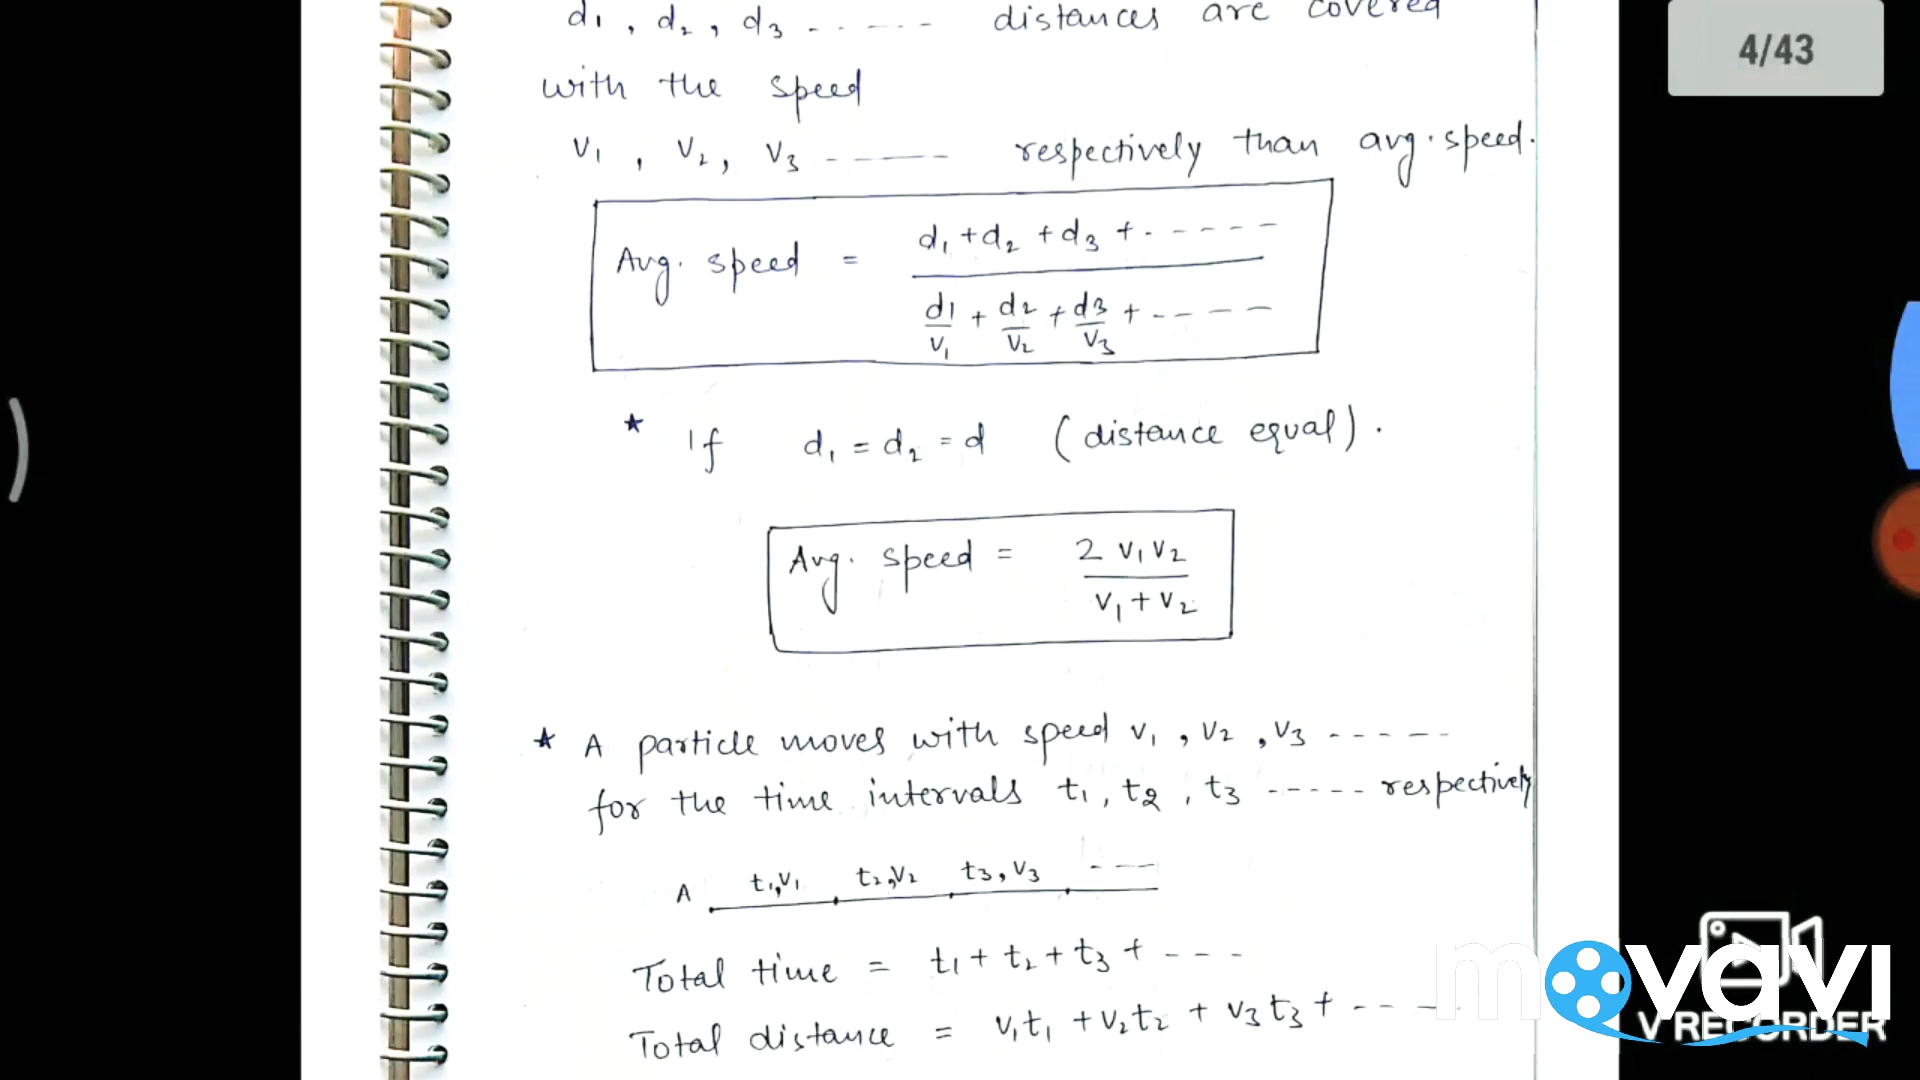 d₁ , d₂ , d₃ - - - - - - distances are covered
with the speed
v₁ , v₂ , v₃ - - - - respectively than avg. speed.
Avg. speed = d₁ + d₂ + d₃ + - - - - - -
d₁/v₁ + d₂/v₂ + d₃/v₃ + - - - - -
★ If d₁ = d₂ = d (distance equal).
Avg. speed = 2 v₁ v₂
v₁ + v₂
★ A particle moves with speed v₁ , v₂ , v₃ - - - - -
for the time intervals t₁ , t₂ , t₃ - - - - - respectively
A t₁,v₁ t₂,v₂ t₃,v₃ - - -
Total time = t₁ + t₂ + t₃ + - - -
Total distance = v₁t₁ + v₂t₂ + v₃t₃ + - - - -
4/43
movavi
V RECORDER